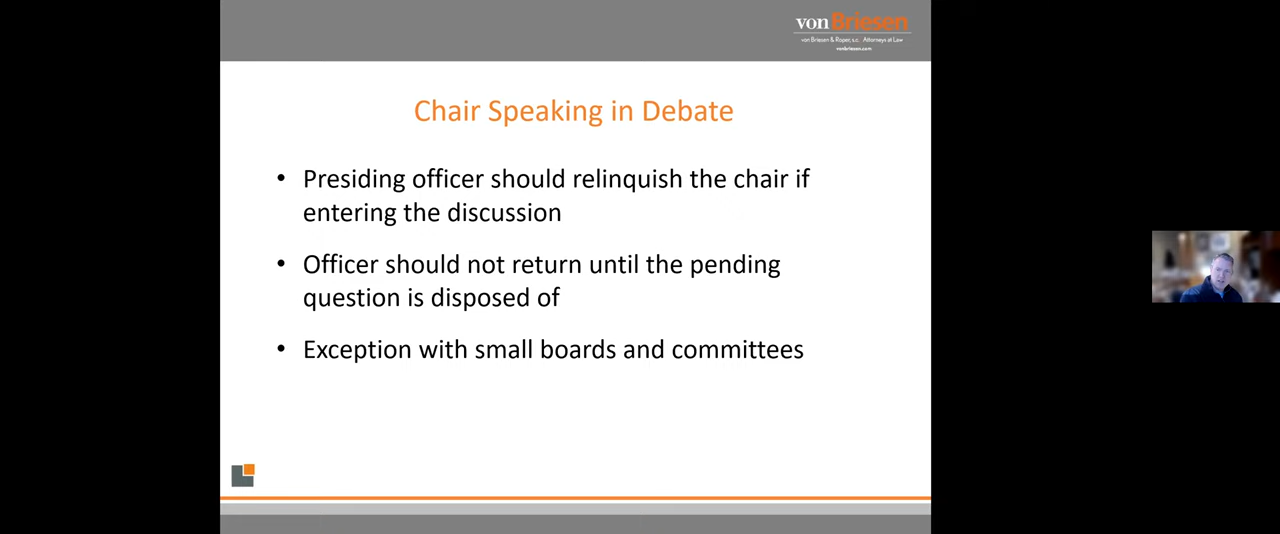 vonBriesen
von Briesen & Roper, s.c. Attorneys at Law
vonbriesen.com
Chair Speaking in Debate
• Presiding officer should relinquish the chair if
entering the discussion
• Officer should not return until the pending
question is disposed of
• Exception with small boards and committees